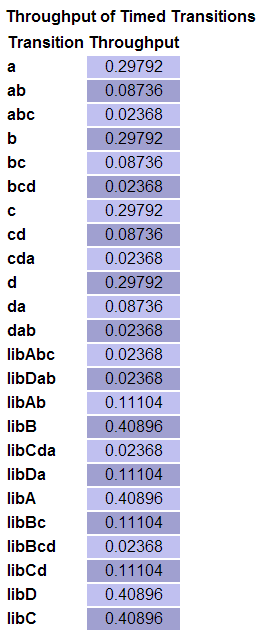 Throughput of Timed Transitions
Transition Throughput
a 0.29792
ab 0.08736
abc 0.02368
b 0.29792
bc 0.08736
bcd 0.02368
c 0.29792
cd 0.08736
cda 0.02368
d 0.29792
da 0.08736
dab 0.02368
libAbc 0.02368
libDab 0.02368
libAb 0.11104
libB 0.40896
libCda 0.02368
libDa 0.11104
libA 0.40896
libBc 0.11104
libBcd 0.02368
libCd 0.11104
libD 0.40896
libC 0.40896